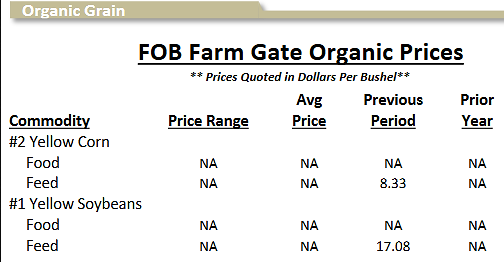 Organic Grain
FOB Farm Gate Organic Prices
** Prices Quoted in Dollars Per Bushel**
Avg Previous Prior
Commodity Price Range Price Period Year
#2 Yellow Corn
Food NA NA NA NA
Feed NA NA 8.33 NA
#1 Yellow Soybeans
Food NA NA NA NA
Feed NA NA 17.08 NA